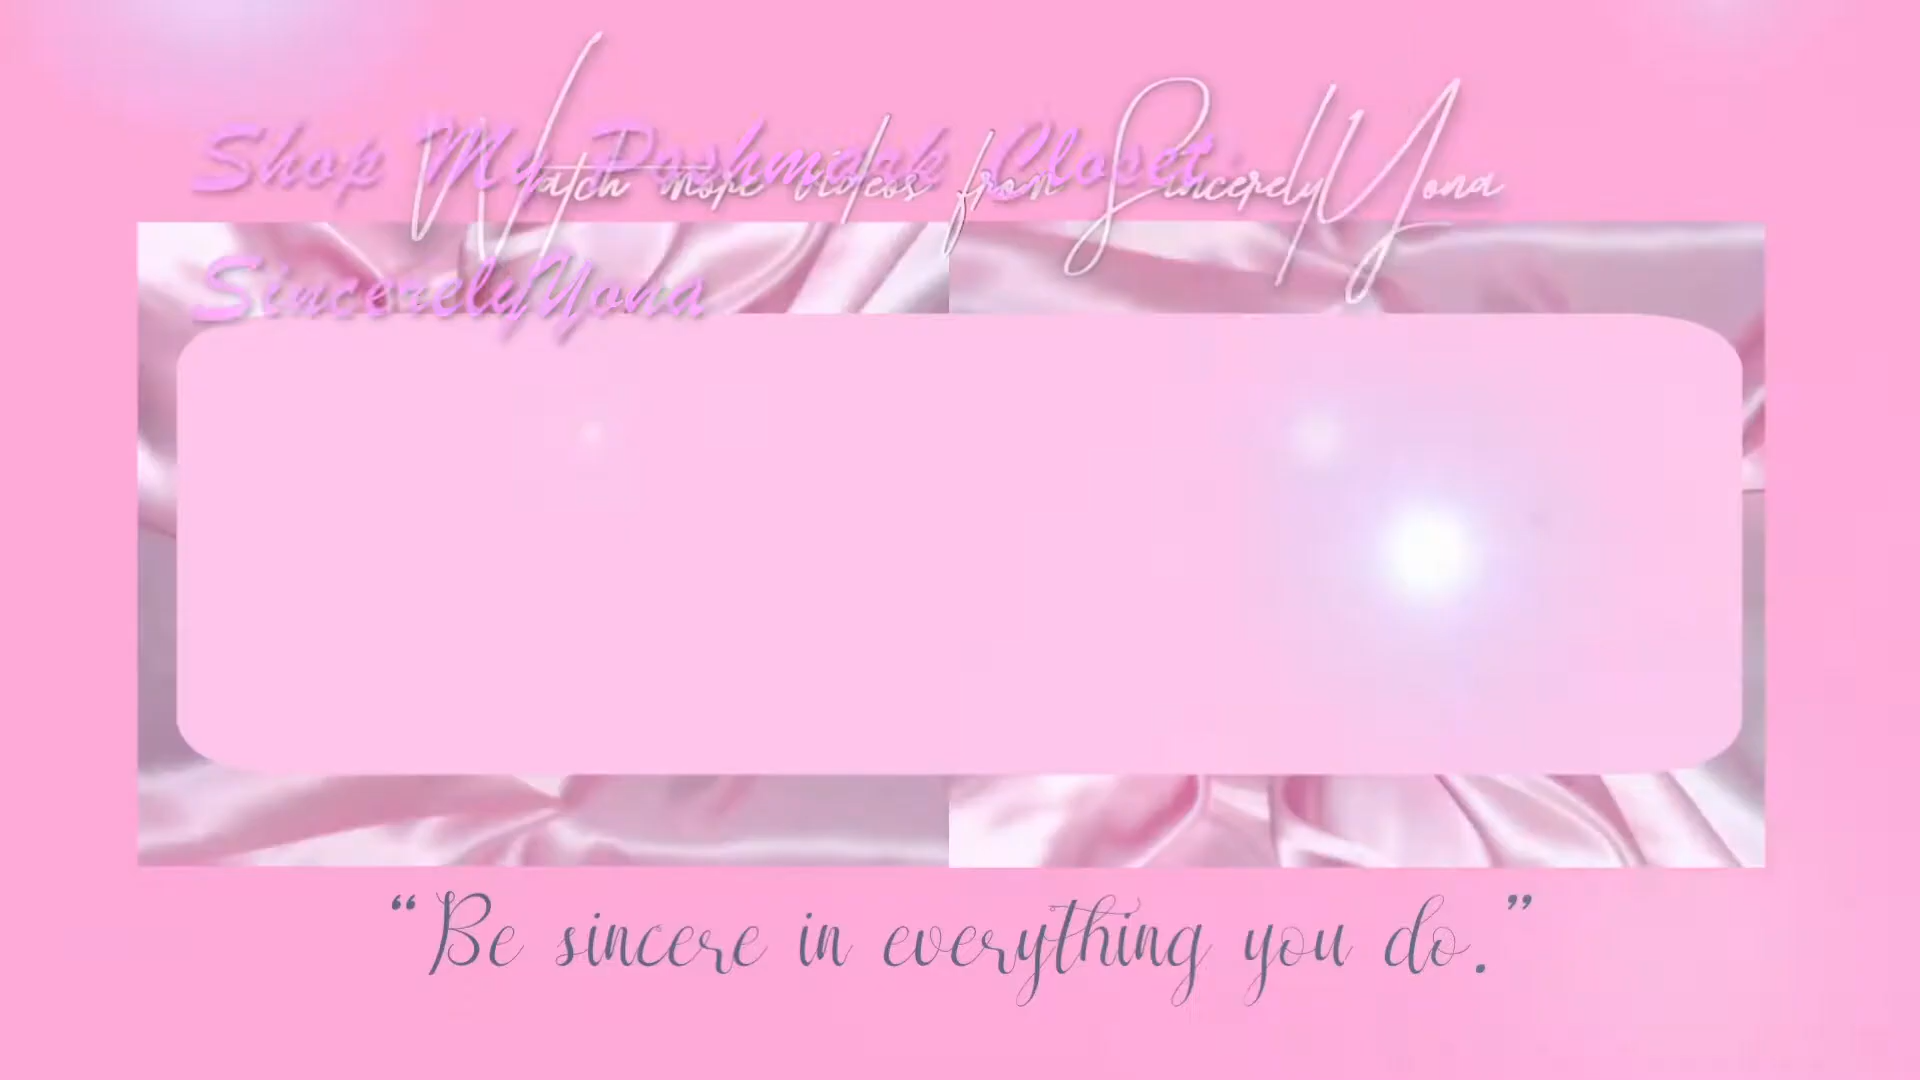 Shop My Poshmark Closet:
Watch more videos from SincerelyYona
SincerelyYona
“Be sincere in everything you do.”